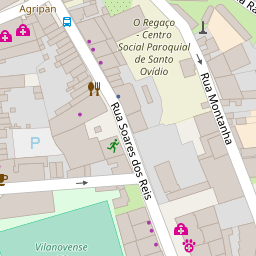 Agripan
O Regaço
- Centro
Social Paroquial
de Santo
Ovídio
Rua Montanha
Rua Soares dos Reis
P
Vilanovense